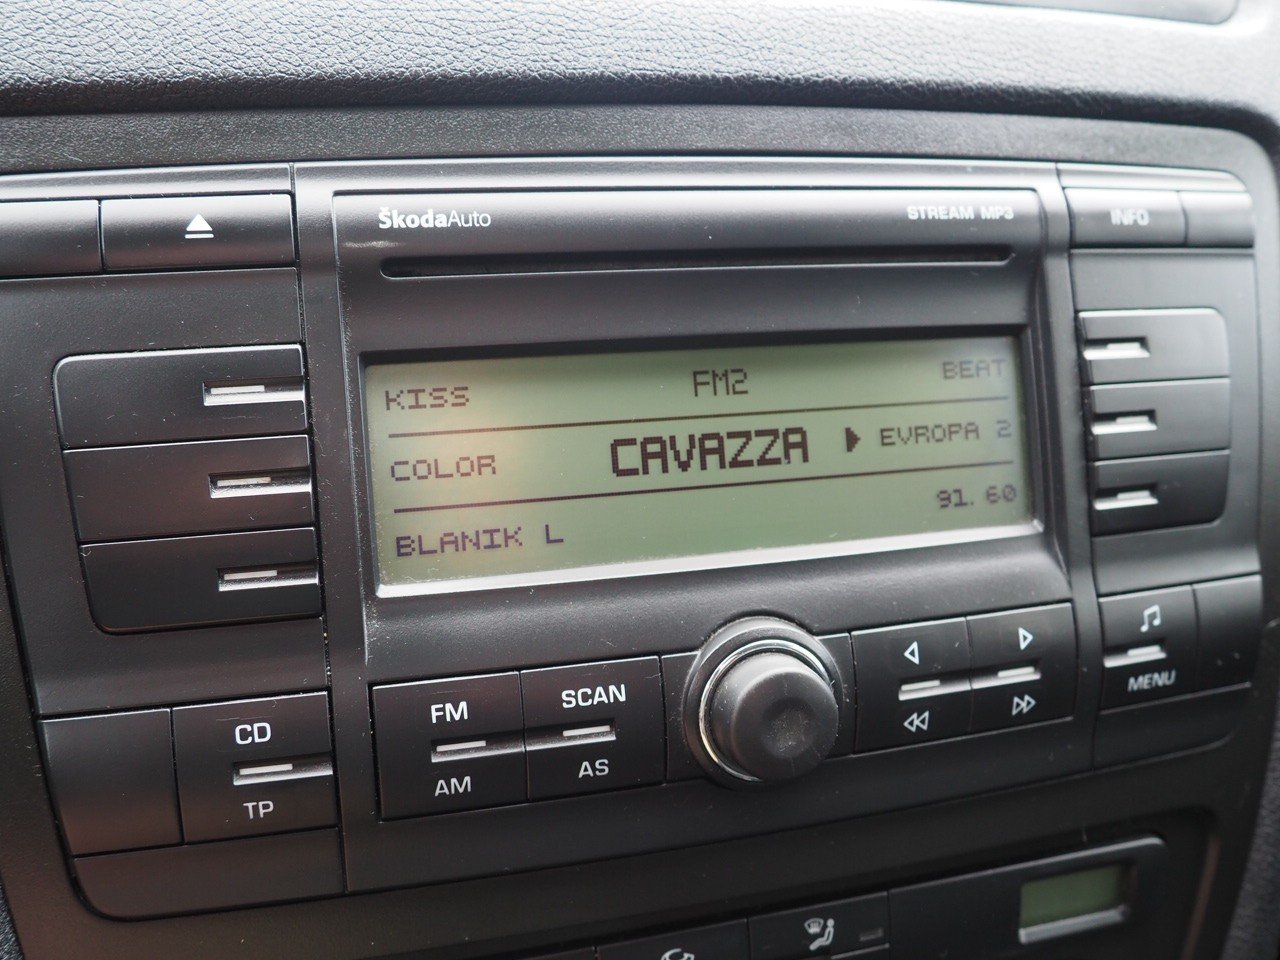 ŠkodaAuto
STREAM MP3
INFO
KISS
FM2
BEAT
COLOR
CAVAZZA
EVROPA 2
BLANIK L
91.60
CD
TP
FM
AM
SCAN
AS
MENU